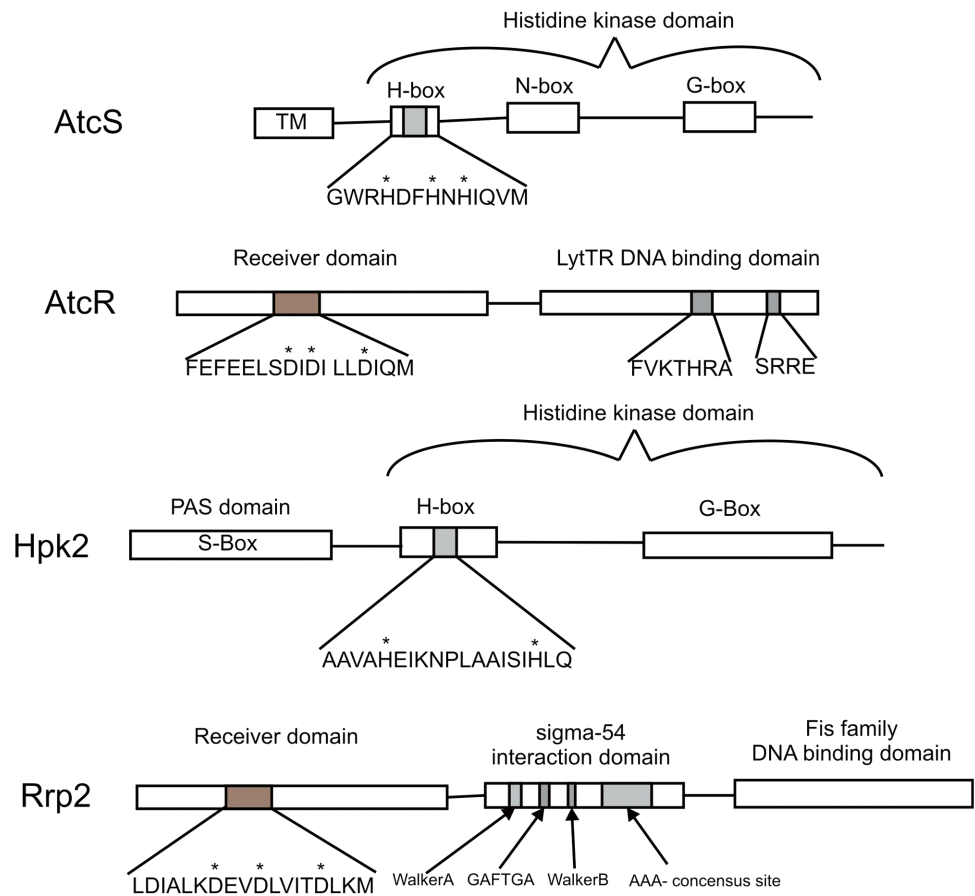 Histidine kinase domain
AtcS
TM
H-box
N-box
G-box
* * *
GWRHDFHNHIQVM
AtcR
Receiver domain
LytTR DNA binding domain
* * *
FEFEELSDIDI LLDIQM
FVKTHRA
SRRE
Histidine kinase domain
Hpk2
PAS domain
S-Box
H-box
G-Box
* *
AAVAHEIKNPLAAISIHLQ
Rrp2
Receiver domain
sigma-54
interaction domain
Fis family
DNA binding domain
* * *
LDIALKDEVDLVITDLKM
WalkerA
GAFTGA
WalkerB
AAA- concensus site